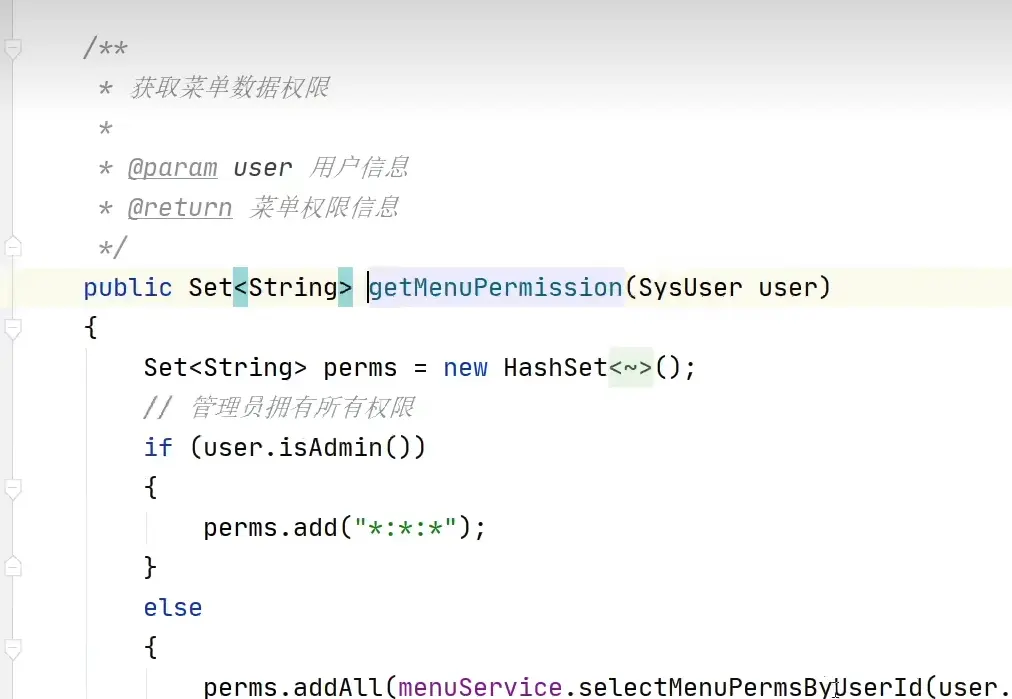 /**
* 获取菜单数据权限
*
* @param user 用户信息
* @return 菜单权限信息
*/
public Set<String> getMenuPermission(SysUser user)
{
Set<String> perms = new HashSet<~>();
// 管理员拥有所有权限
if (user.isAdmin())
{
perms.add("*:*:*");
}
else
{
perms.addAll(menuService.selectMenuPermsByUserId(user.